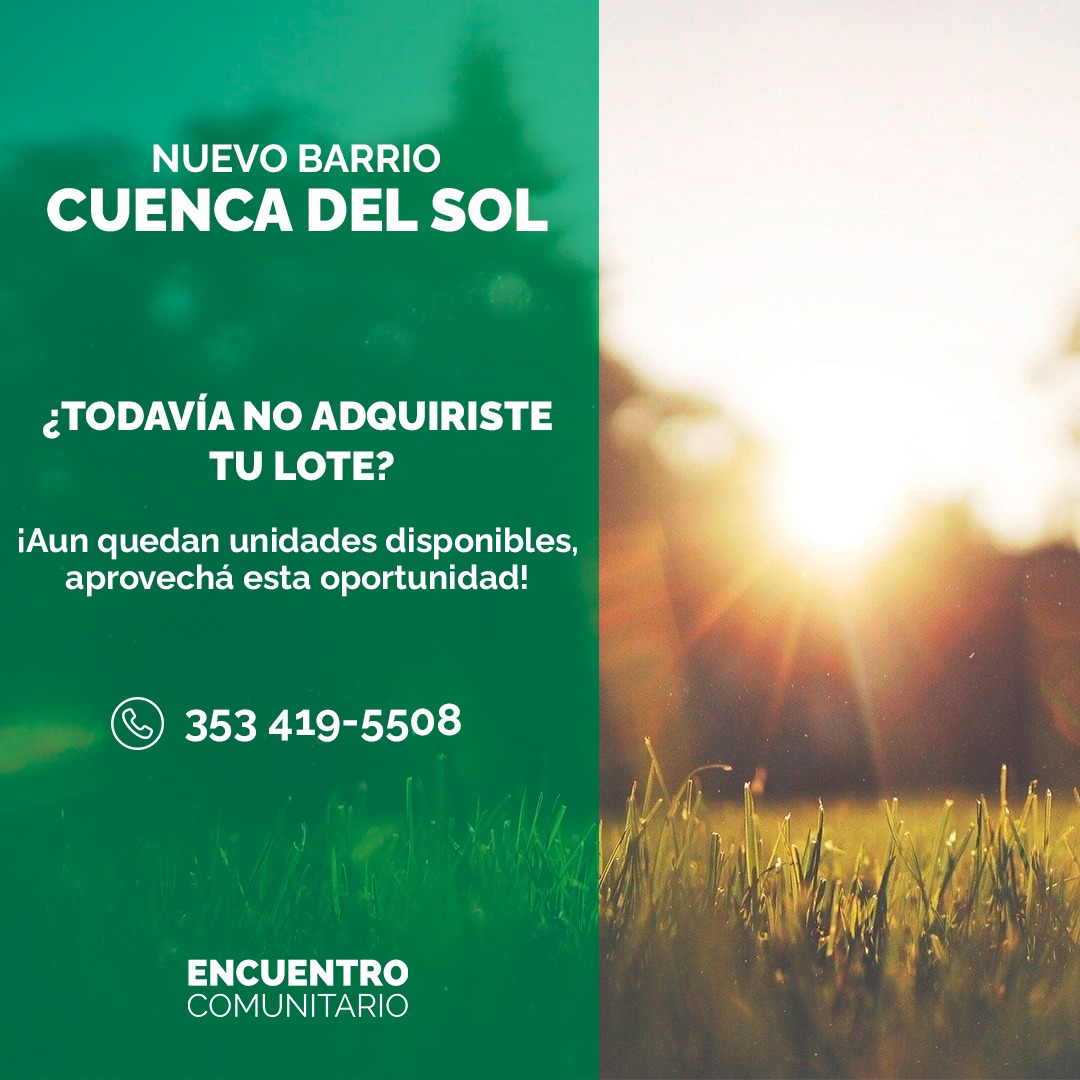 NUEVO BARRIO
CUENCA DEL SOL
¿TODAVÍA NO ADQUIRISTE
TU LOTE?
¡Aun quedan unidades disponibles,
aprovechá esta oportunidad!
353 419-5508
ENCUENTRO
COMUNITARIO